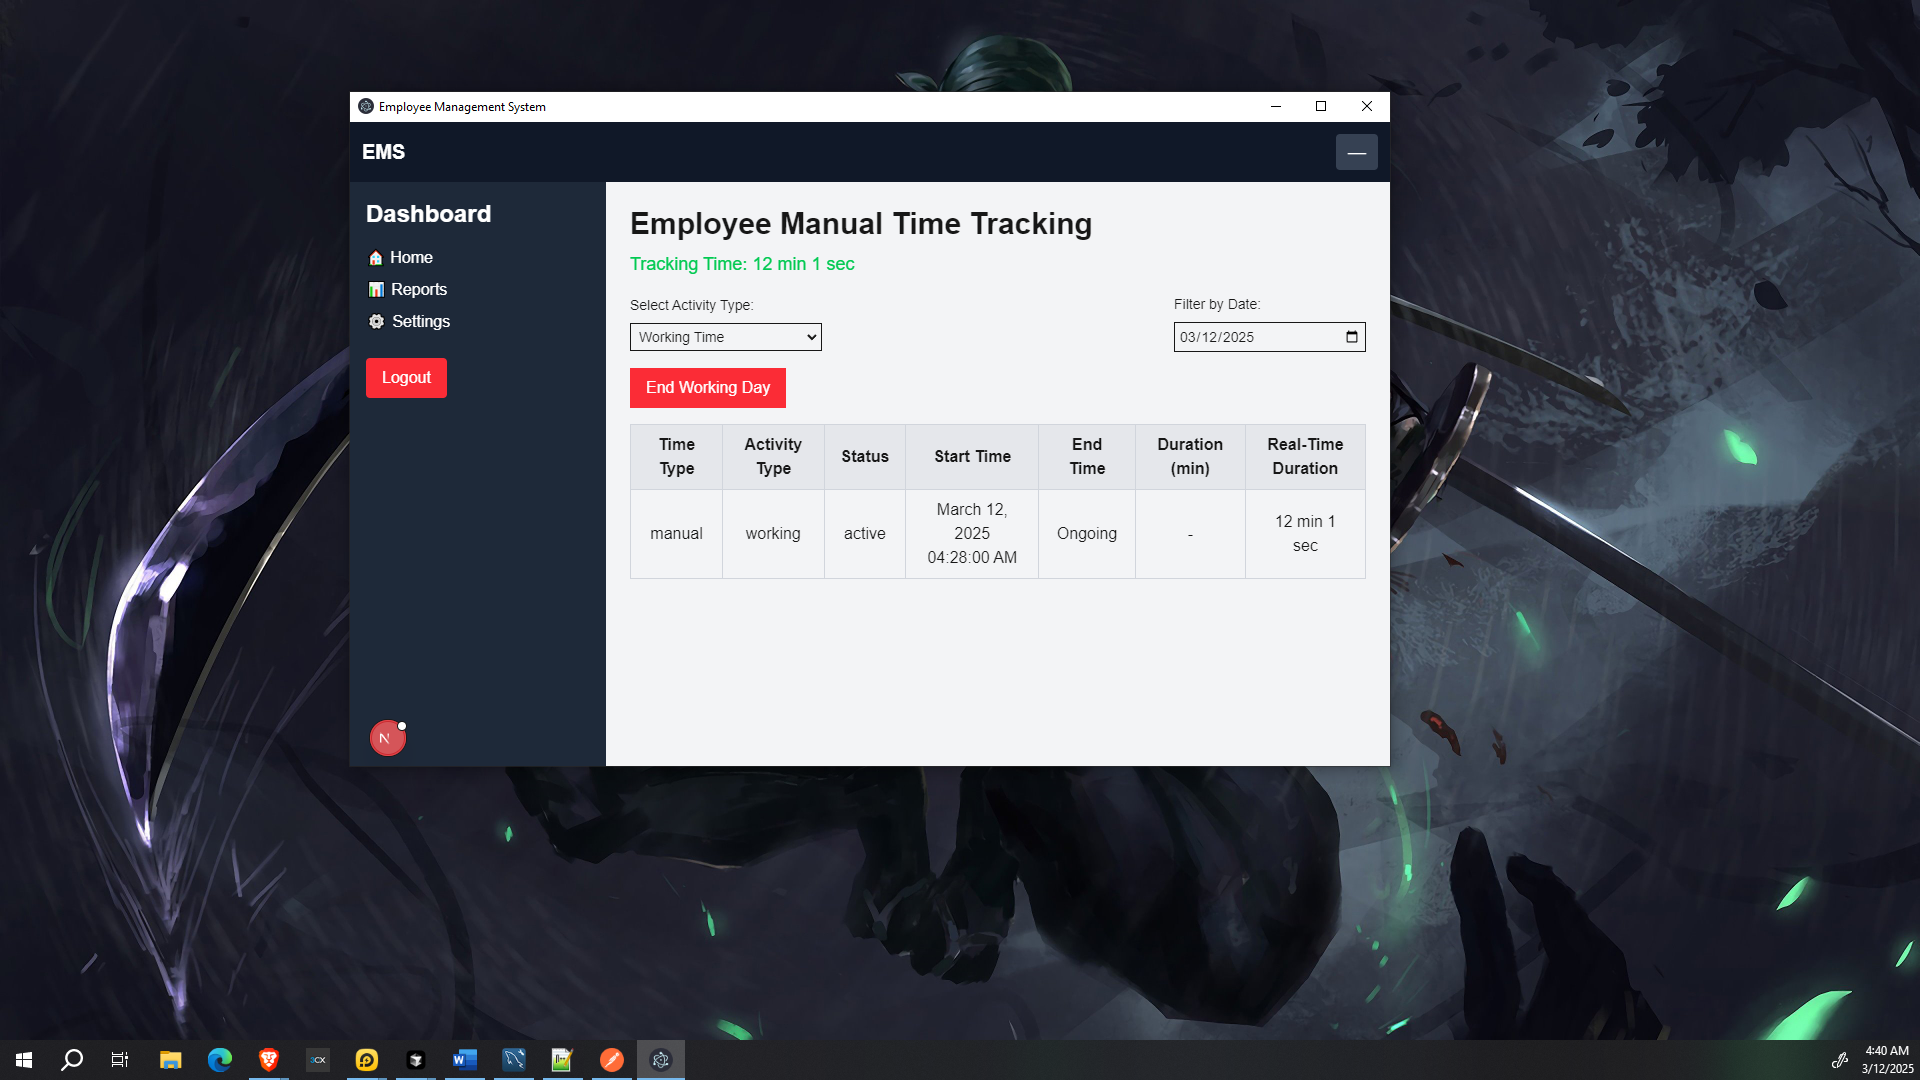 Employee Management System
EMS
—
Dashboard
Home
Reports
Settings
Logout
N
Employee Manual Time Tracking
Tracking Time: 12 min 1 sec
Select Activity Type:
Working Time
Filter by Date:
03/12/2025
End Working Day
Time Type
Activity Type
Status
Start Time
End Time
Duration (min)
Real-Time Duration
manual
working
active
March 12, 2025 04:28:00 AM
Ongoing
-
12 min 1 sec
3CX
W
4:40 AM
3/12/2025